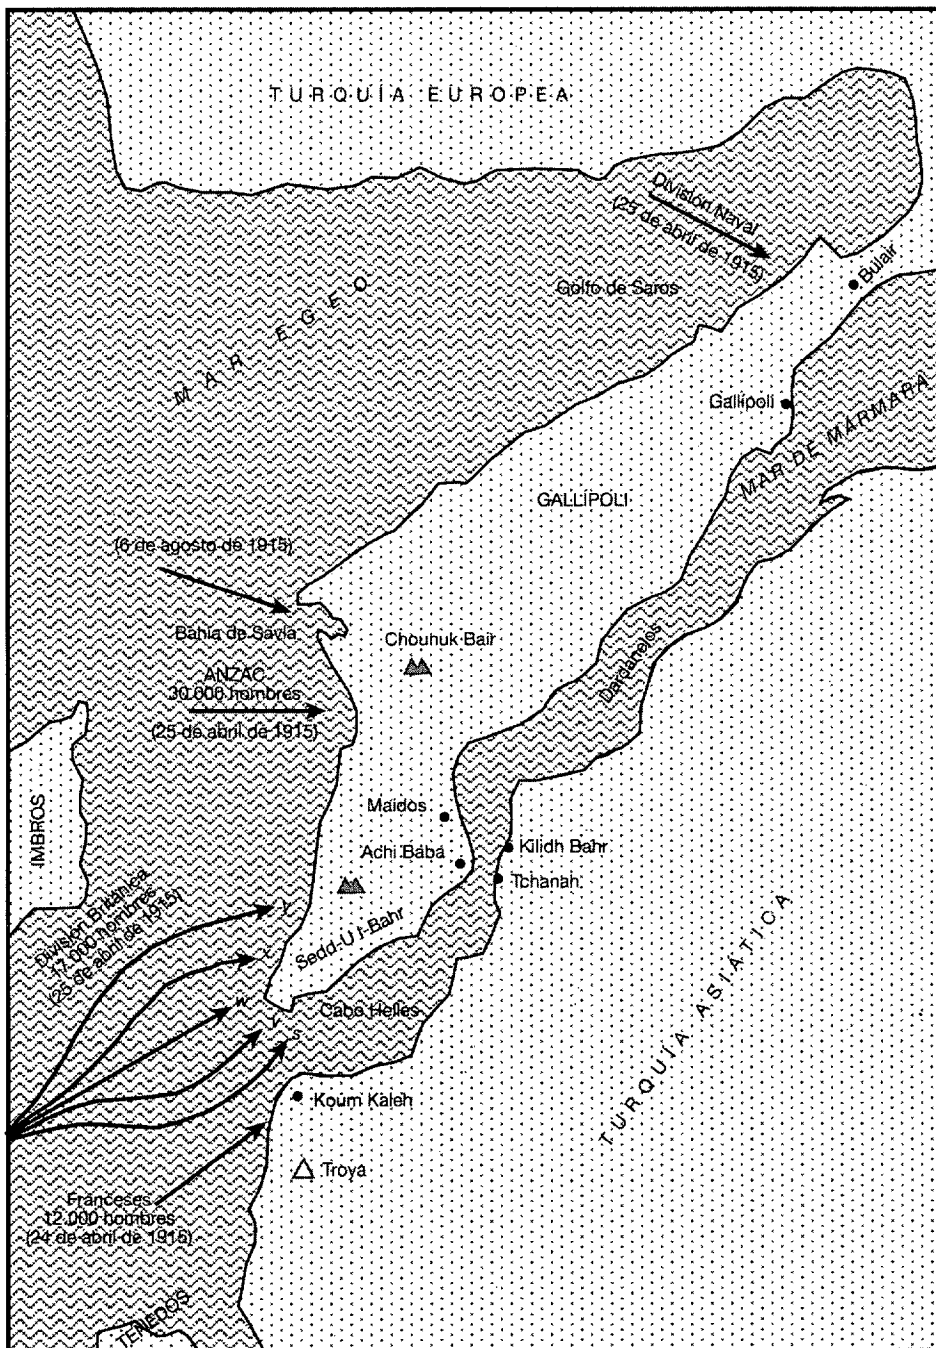 TURQUÍA EUROPEA
División Naval
(25 de abril de 1915)
Golfo de Saros
Bulair
MAR EGEO
Gallípoli
MAR DE MARMARA
GALLÍPOLI
(6 de agosto de 1915)
Bahía de Savla
Chouhuk Bair
Dardanelos
ANZAC
30.000 hombres
(25 de abril de 1915)
IMBROS
Maidos
Achi Baba
Kilidh Bahr
Tchanah
División Británica
17.000 hombres
(25 de abril de 1915)
Y
X
W
V
S
Sedd-U l-Bahr
Cabo Helles
TURQUÍA ASIÁTICA
Koum Kaleh
Troya
Franceses
12.000 hombres
(24 de abril de 1915)
TENEDOS